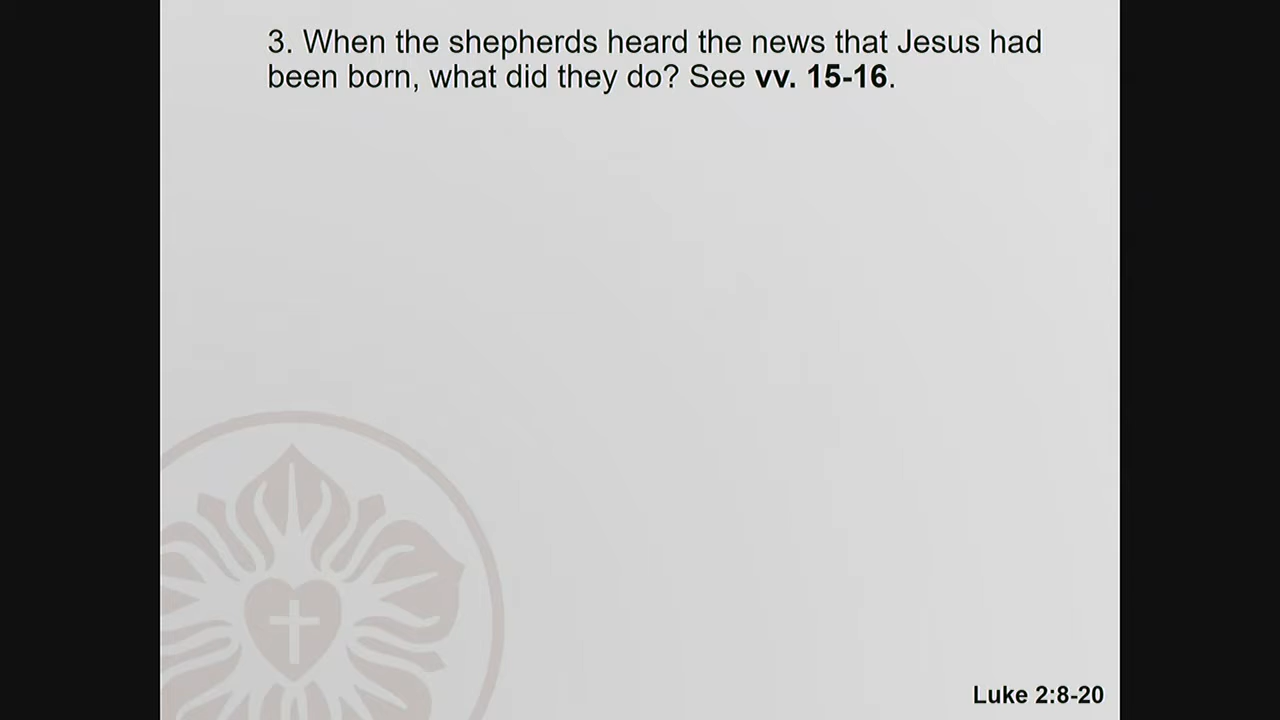 3. When the shepherds heard the news that Jesus had
been born, what did they do? See vv. 15-16.
Luke 2:8-20